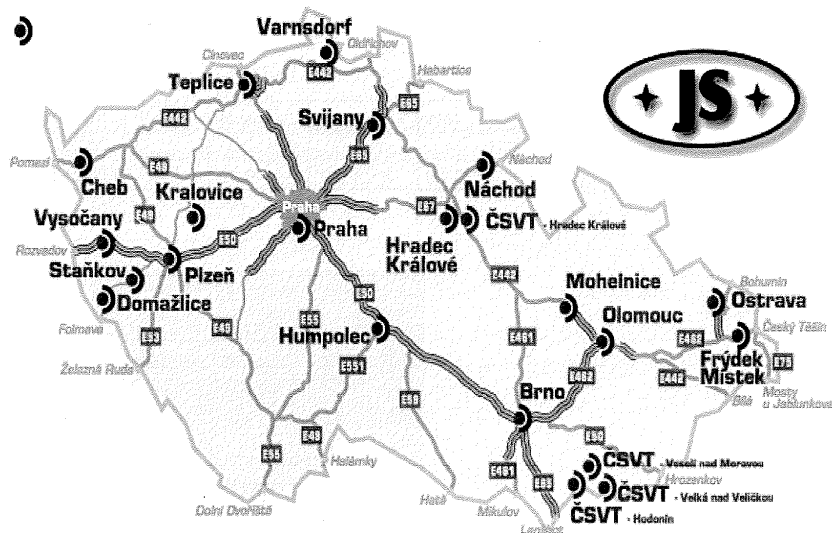 Varnsdorf
Oldřichov
Cínovec
E442
Habartice
Teplice
E65
JS
E442
Svijany
E65
Pomezí
E48
Náchod
Cheb
Kralovice
Náchod
E49
Praha
E67
ČSVT - Hradec Králové
Vysočany
Praha
Hradec
Králové
Rozvadov
E50
Staňkov
Plzeň
E442
Mohelnice
Bohumín
Domažlice
E50
Ostrava
Folmava
Olomouc
Český Těšín
Humpolec
E49
E55
E461
E462
E53
Frýdek
Místek
E75
Železná Ruda
E551
E462
E442
Mosty
u Jablunkova
Brno
Bílá
E59
E49
E50
Halámky
ČSVT - Veselí nad Moravou
E55
E461
E65
Hrozenkov
ČSVT - Velká nad Veličkou
Hatě
Mikulov
Dolní Dvořiště
ČSVT - Hodonín
Lanžhot